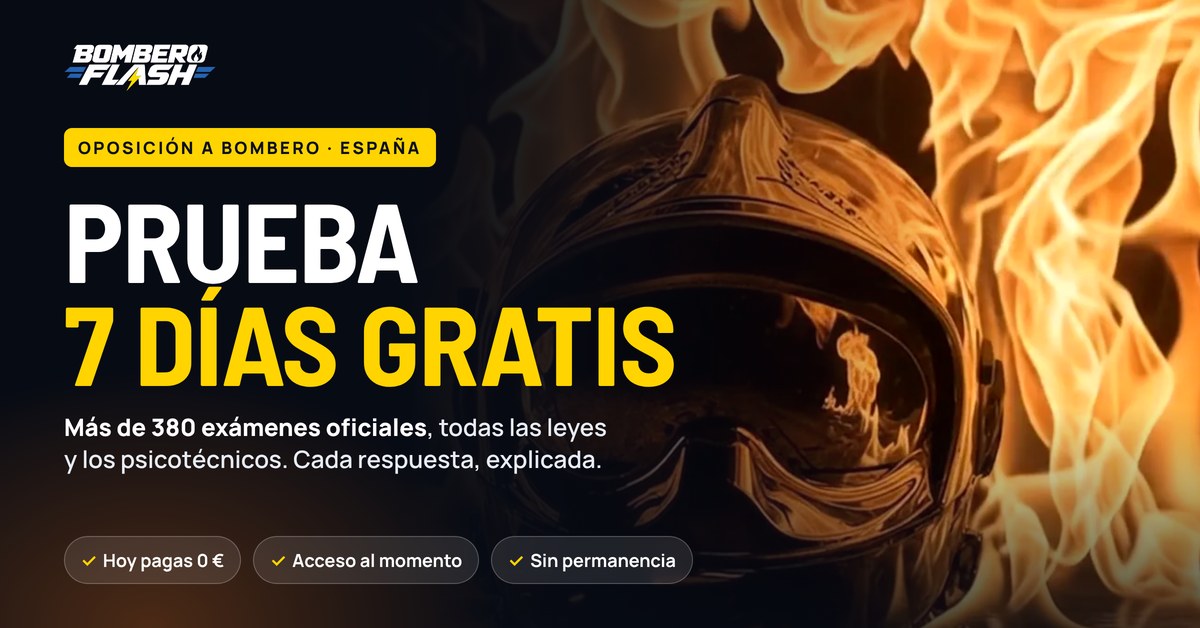 BOMBERO
FLASH
OPOSICIÓN A BOMBERO · ESPAÑA
PRUEBA
7 DÍAS GRATIS
Más de 380 exámenes oficiales, todas las leyes
y los psicotécnicos. Cada respuesta, explicada.
✓ Hoy pagas 0 €
✓ Acceso al momento
✓ Sin permanencia